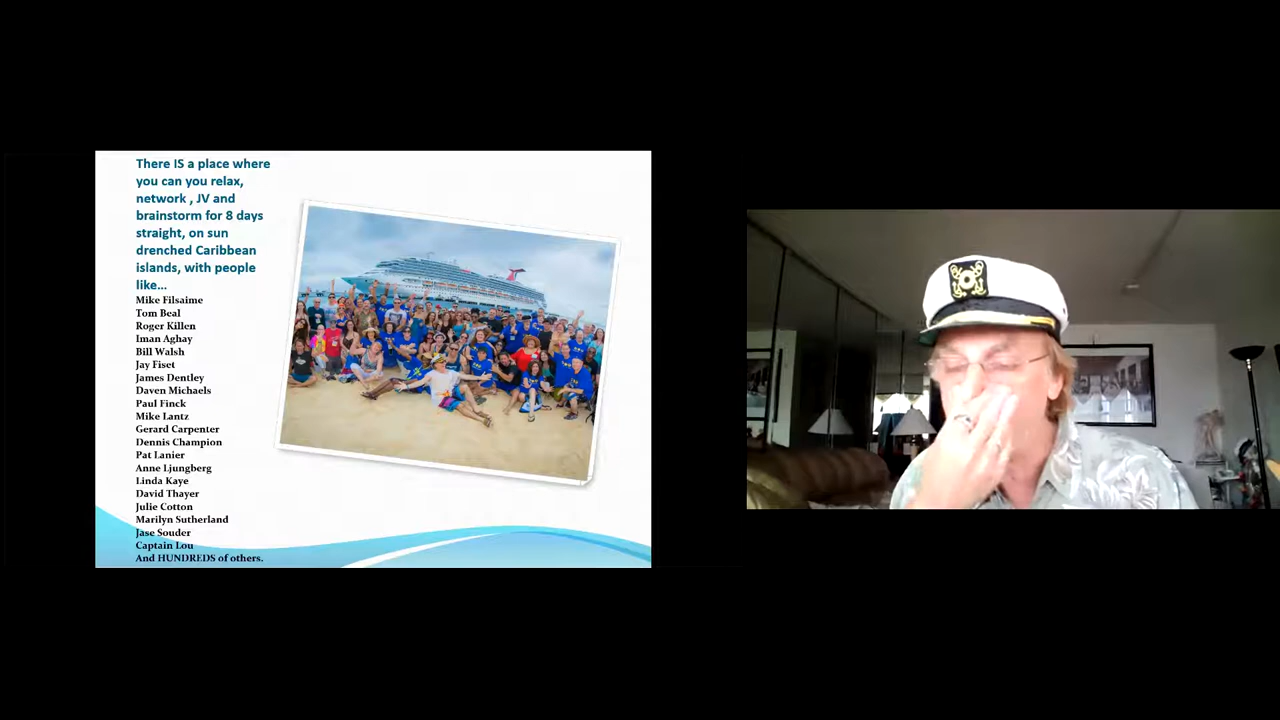 There IS a place where
you can you relax,
network , JV and
brainstorm for 8 days
straight, on sun
drenched Caribbean
islands, with people
like...
Mike Filsaime
Tom Beal
Roger Killen
Iman Aghay
Bill Walsh
Jay Fiset
James Dentley
Daven Michaels
Paul Finck
Mike Lantz
Gerard Carpenter
Dennis Champion
Pat Lanier
Anne Ljungberg
Linda Kaye
David Thayer
Julie Cotton
Marilyn Sutherland
Jase Souder
Captain Lou
And HUNDREDS of others.